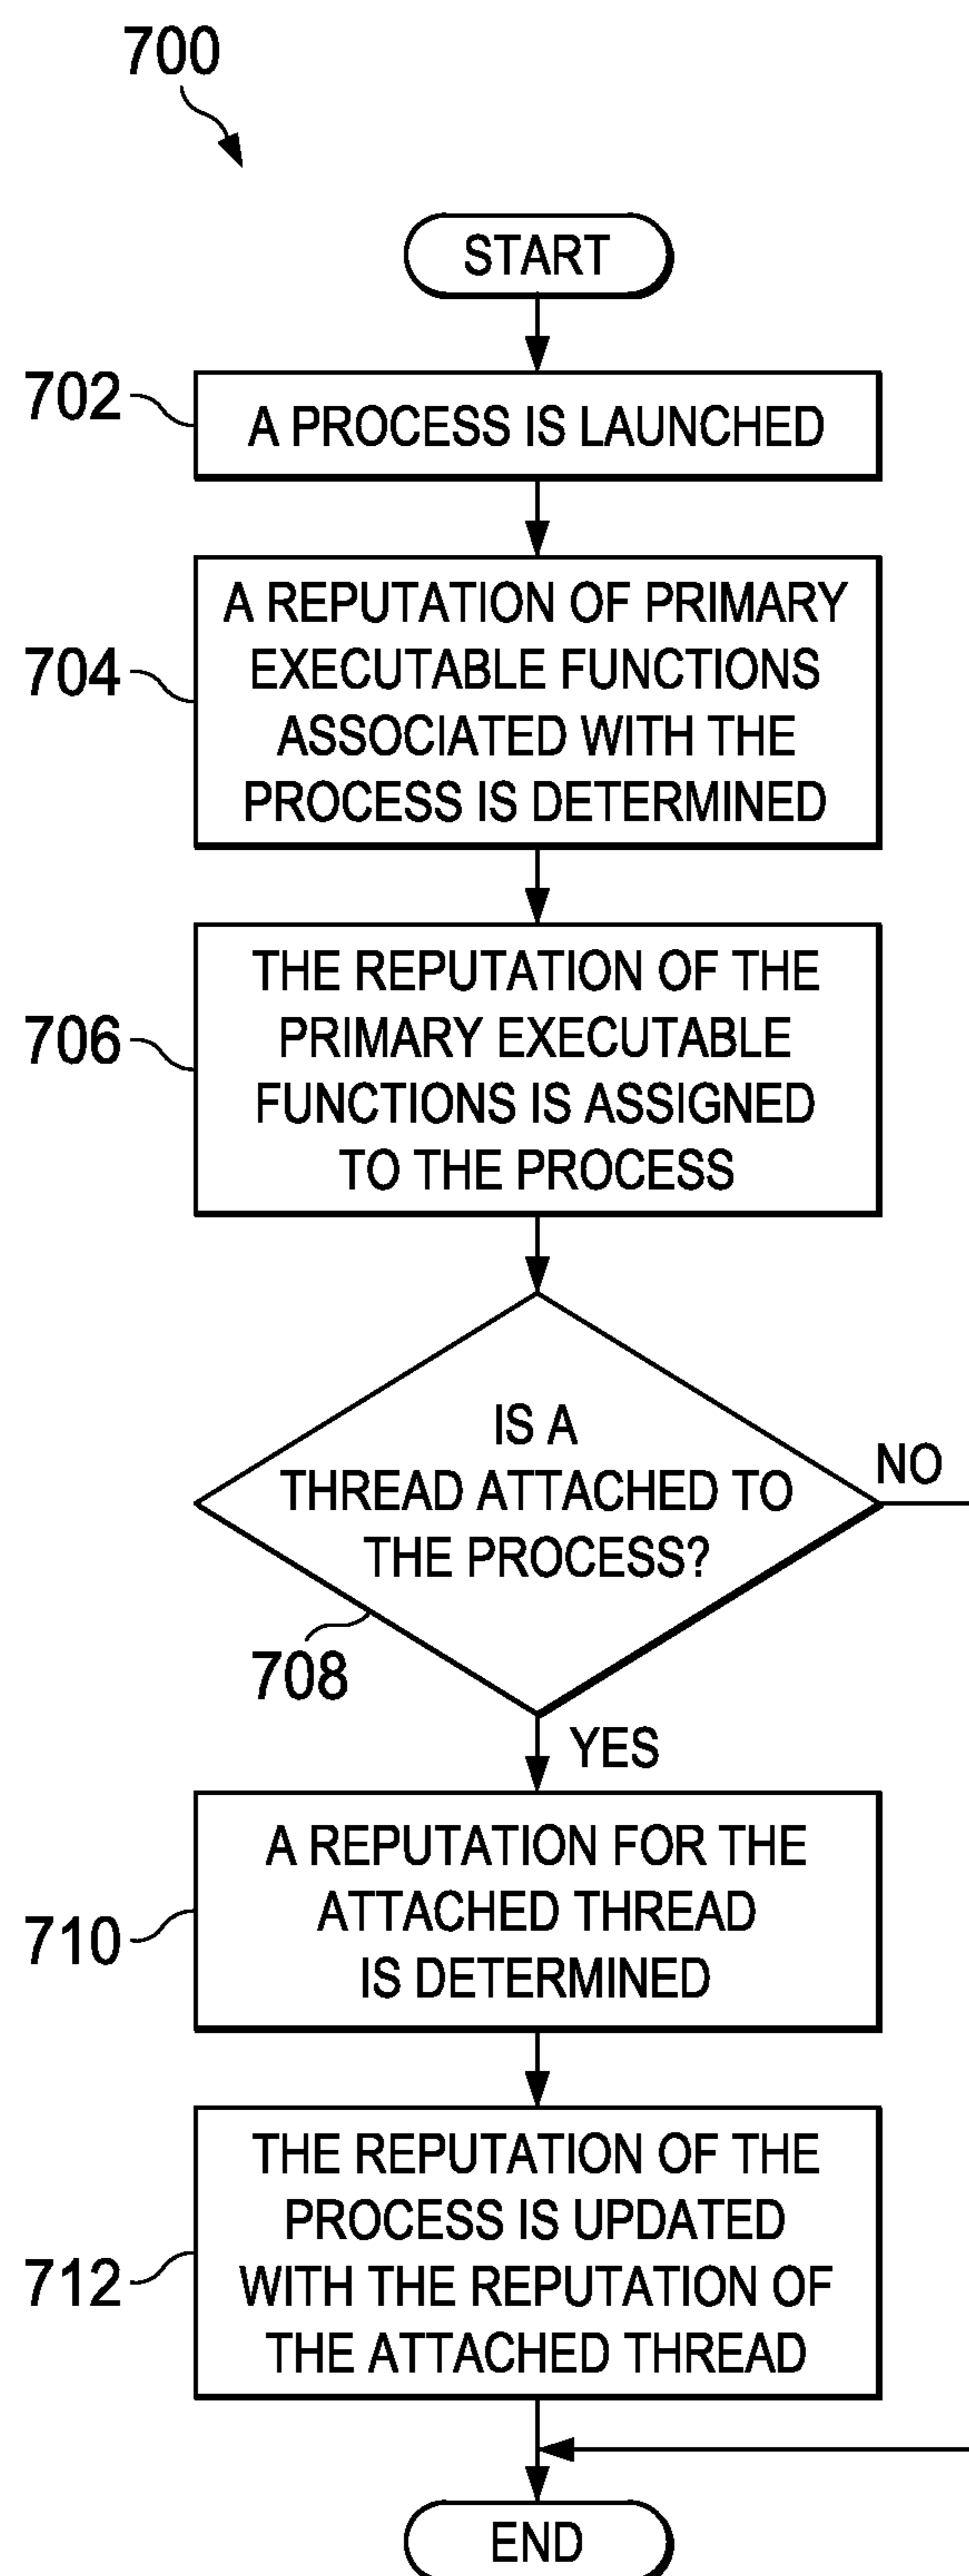 700
START
702
A PROCESS IS LAUNCHED
704
A REPUTATION OF PRIMARY
EXECUTABLE FUNCTIONS
ASSOCIATED WITH THE
PROCESS IS DETERMINED
706
THE REPUTATION OF THE
PRIMARY EXECUTABLE
FUNCTIONS IS ASSIGNED
TO THE PROCESS
IS A
THREAD ATTACHED TO
THE PROCESS?
NO
708
YES
710
A REPUTATION FOR THE
ATTACHED THREAD
IS DETERMINED
712
THE REPUTATION OF THE
PROCESS IS UPDATED
WITH THE REPUTATION OF
THE ATTACHED THREAD
END